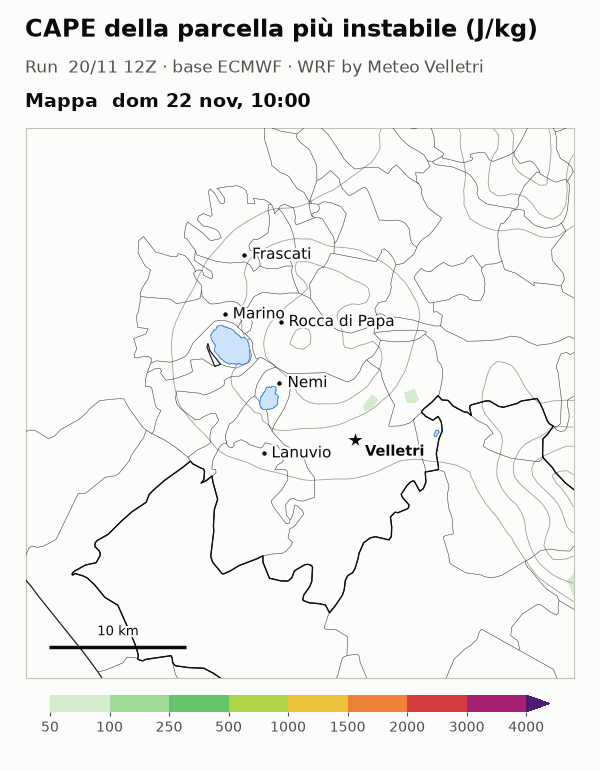 CAPE della parcella più instabile (J/kg)
Run  20/11 12Z · base ECMWF · WRF by Meteo Velletri
Mappa  dom 22 nov, 10:00
Frascati
Marino
Rocca di Papa
Nemi
Lanuvio
Velletri
10 km
50 100 250 500 1000 1500 2000 3000 4000